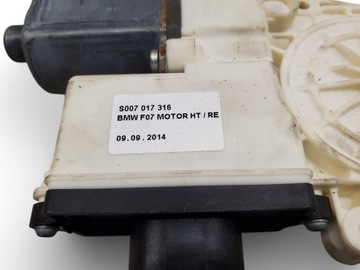 S007 017 316
BMW F07 MOTOR HT / RE
09. 09. 2014